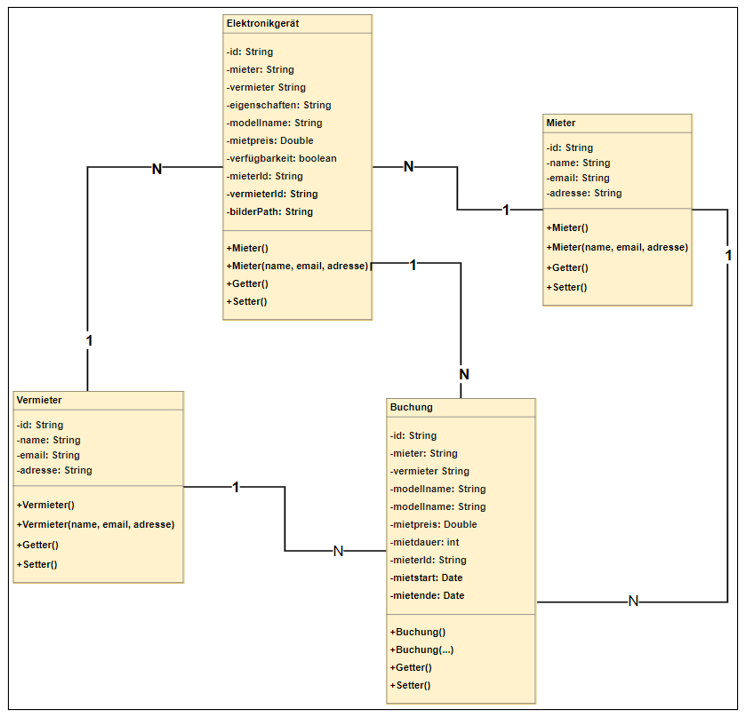 Elektronikgerät
-id: String
-mieter: String
-vermieter String
-eigenschaften: String
-modellname: String
-mietpreis: Double
-verfügbarkeit: boolean
-mieterId: String
-vermieterId: String
-bilderPath: String
+Mieter()
+Mieter(name, email, adresse)
+Getter()
+Setter()
Mieter
-id: String
-name: String
-email: String
-adresse: String
+Mieter()
+Mieter(name, email, adresse)
+Getter()
+Setter()
N
N
1
1
1
N
1
Vermieter
-id: String
-name: String
-email: String
-adresse: String
+Vermieter()
+Vermieter(name, email, adresse)
+Getter()
+Setter()
Buchung
-id: String
-mieter: String
-vermieter String
-modellname: String
-modellname: String
-mietpreis: Double
-mietdauer: int
-mieterId: String
-mietstart: Date
-mietende: Date
+Buchung()
+Buchung(...)
+Getter()
+Setter()
1
N
N